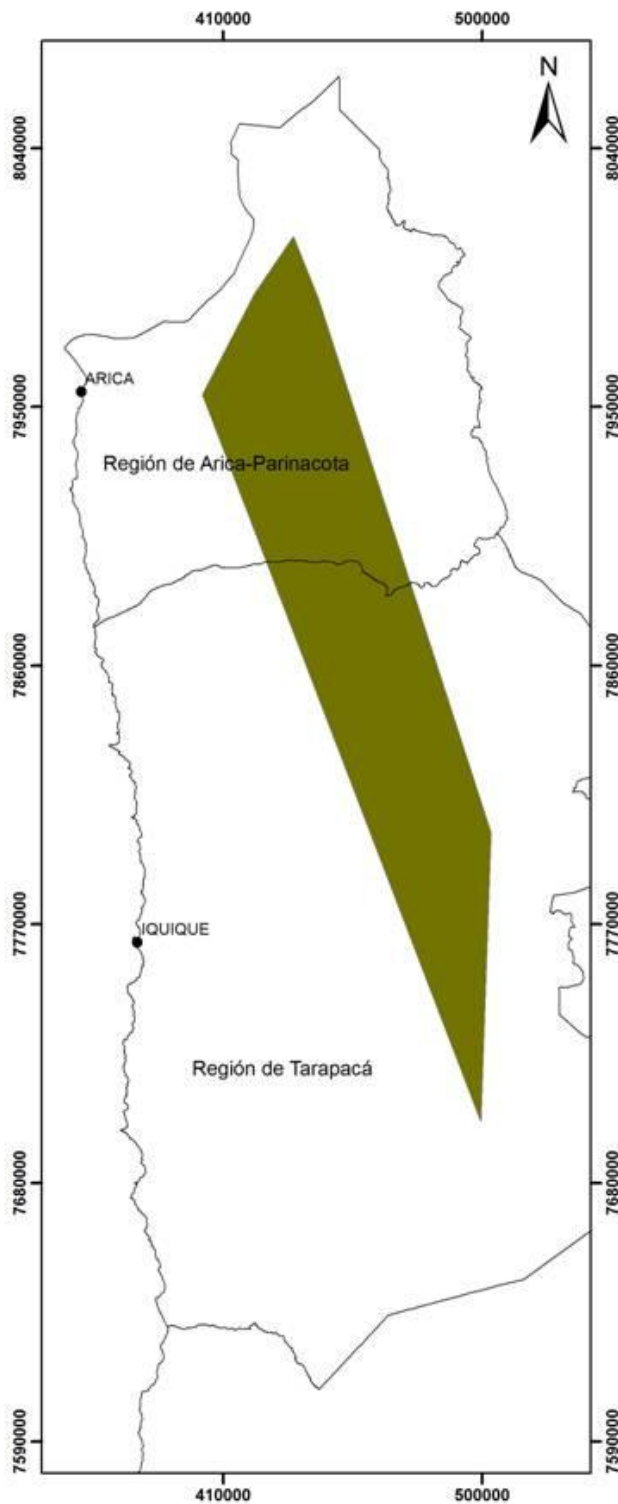 410000 500000
N
8040000 8040000
ARICA
7950000 7950000
Región de Arica-Parinacota
7860000 7860000
7770000 7770000
IQUIQUE
Región de Tarapacá
7680000 7680000
7590000 7590000
410000 500000